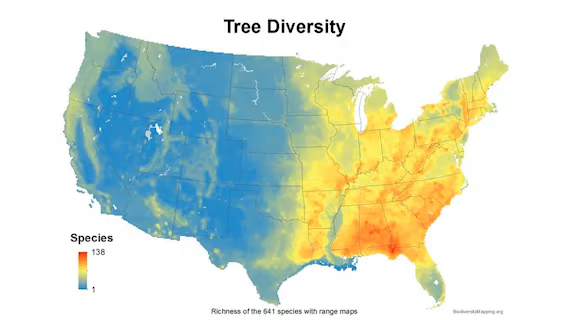 Tree Diversity
Species
138
1
Richness of the 641 species with range maps
BiodiversityMapping.org